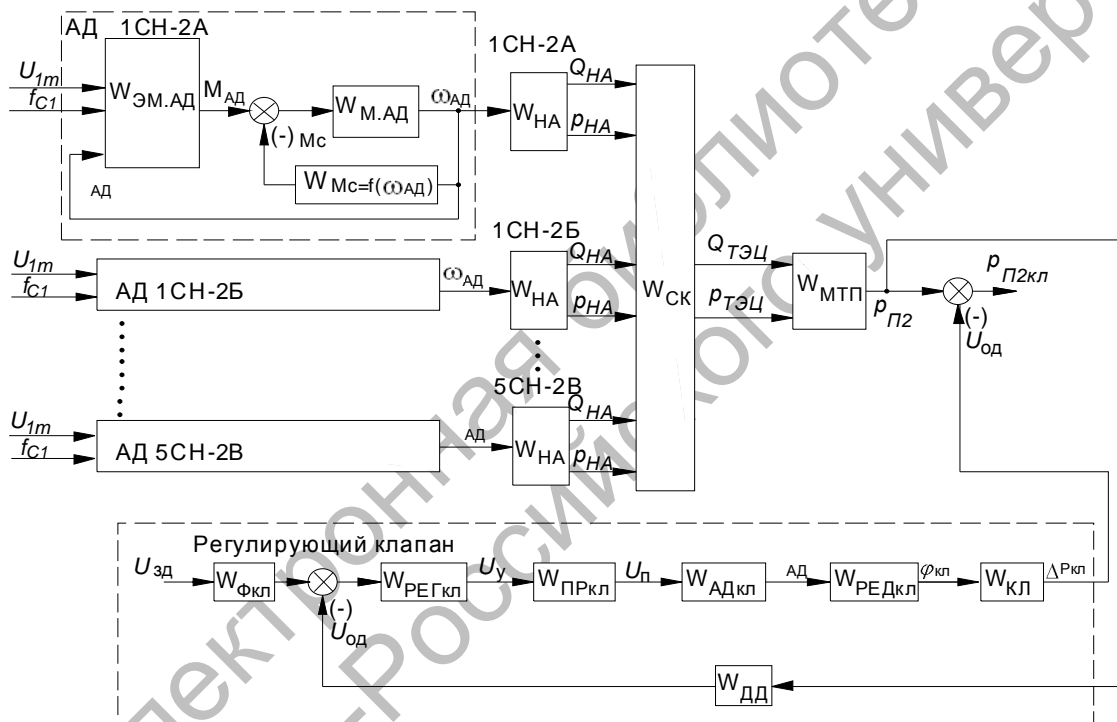 АД 1СН-2А
1СН-2А
U1m
fC1
WЭМ.АД
MАД
(-) Mc
WМ.АД
ωАД
WНА
QНА
pНА
АД
WMc=f(ωАД)
1СН-2Б
U1m
fC1
АД 1СН-2Б
ωАД
WНА
QНА
pНА
WСК
QТЭЦ
pТЭЦ
WМТП
pП2
(-)
Uод
pП2кл
5СН-2В
U1m
fC1
АД 5СН-2В
АД
WНА
QНА
pНА
Регулирующий клапан
Uзд
WФкл
(-)
Uод
WРЕГкл
Uу
WПРкл
Uп
WАДкл
АД
WРЕДкл
φкл
WКЛ
ΔPкл
WДД